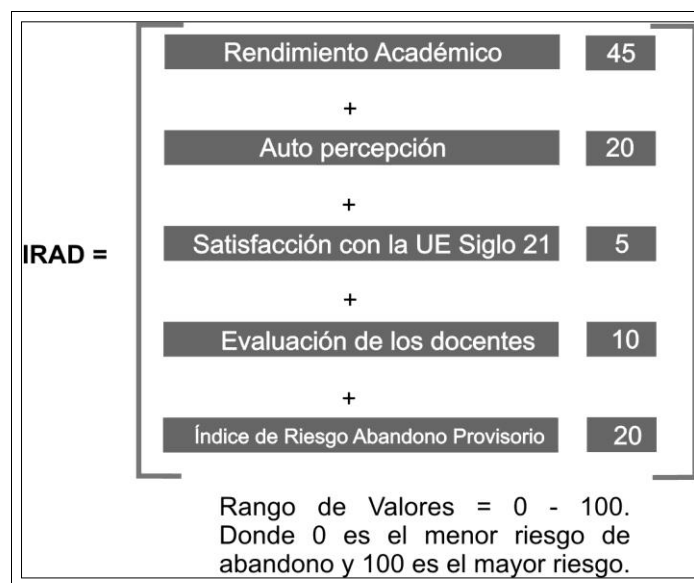 Rendimiento Académico 45
+
Auto percepción 20
+
IRAD = Satisfacción con la UE Siglo 21 5
+
Evaluación de los docentes 10
+
Índice de Riesgo Abandono Provisorio 20
Rango de Valores = 0 - 100.
Donde 0 es el menor riesgo de
abandono y 100 es el mayor riesgo.